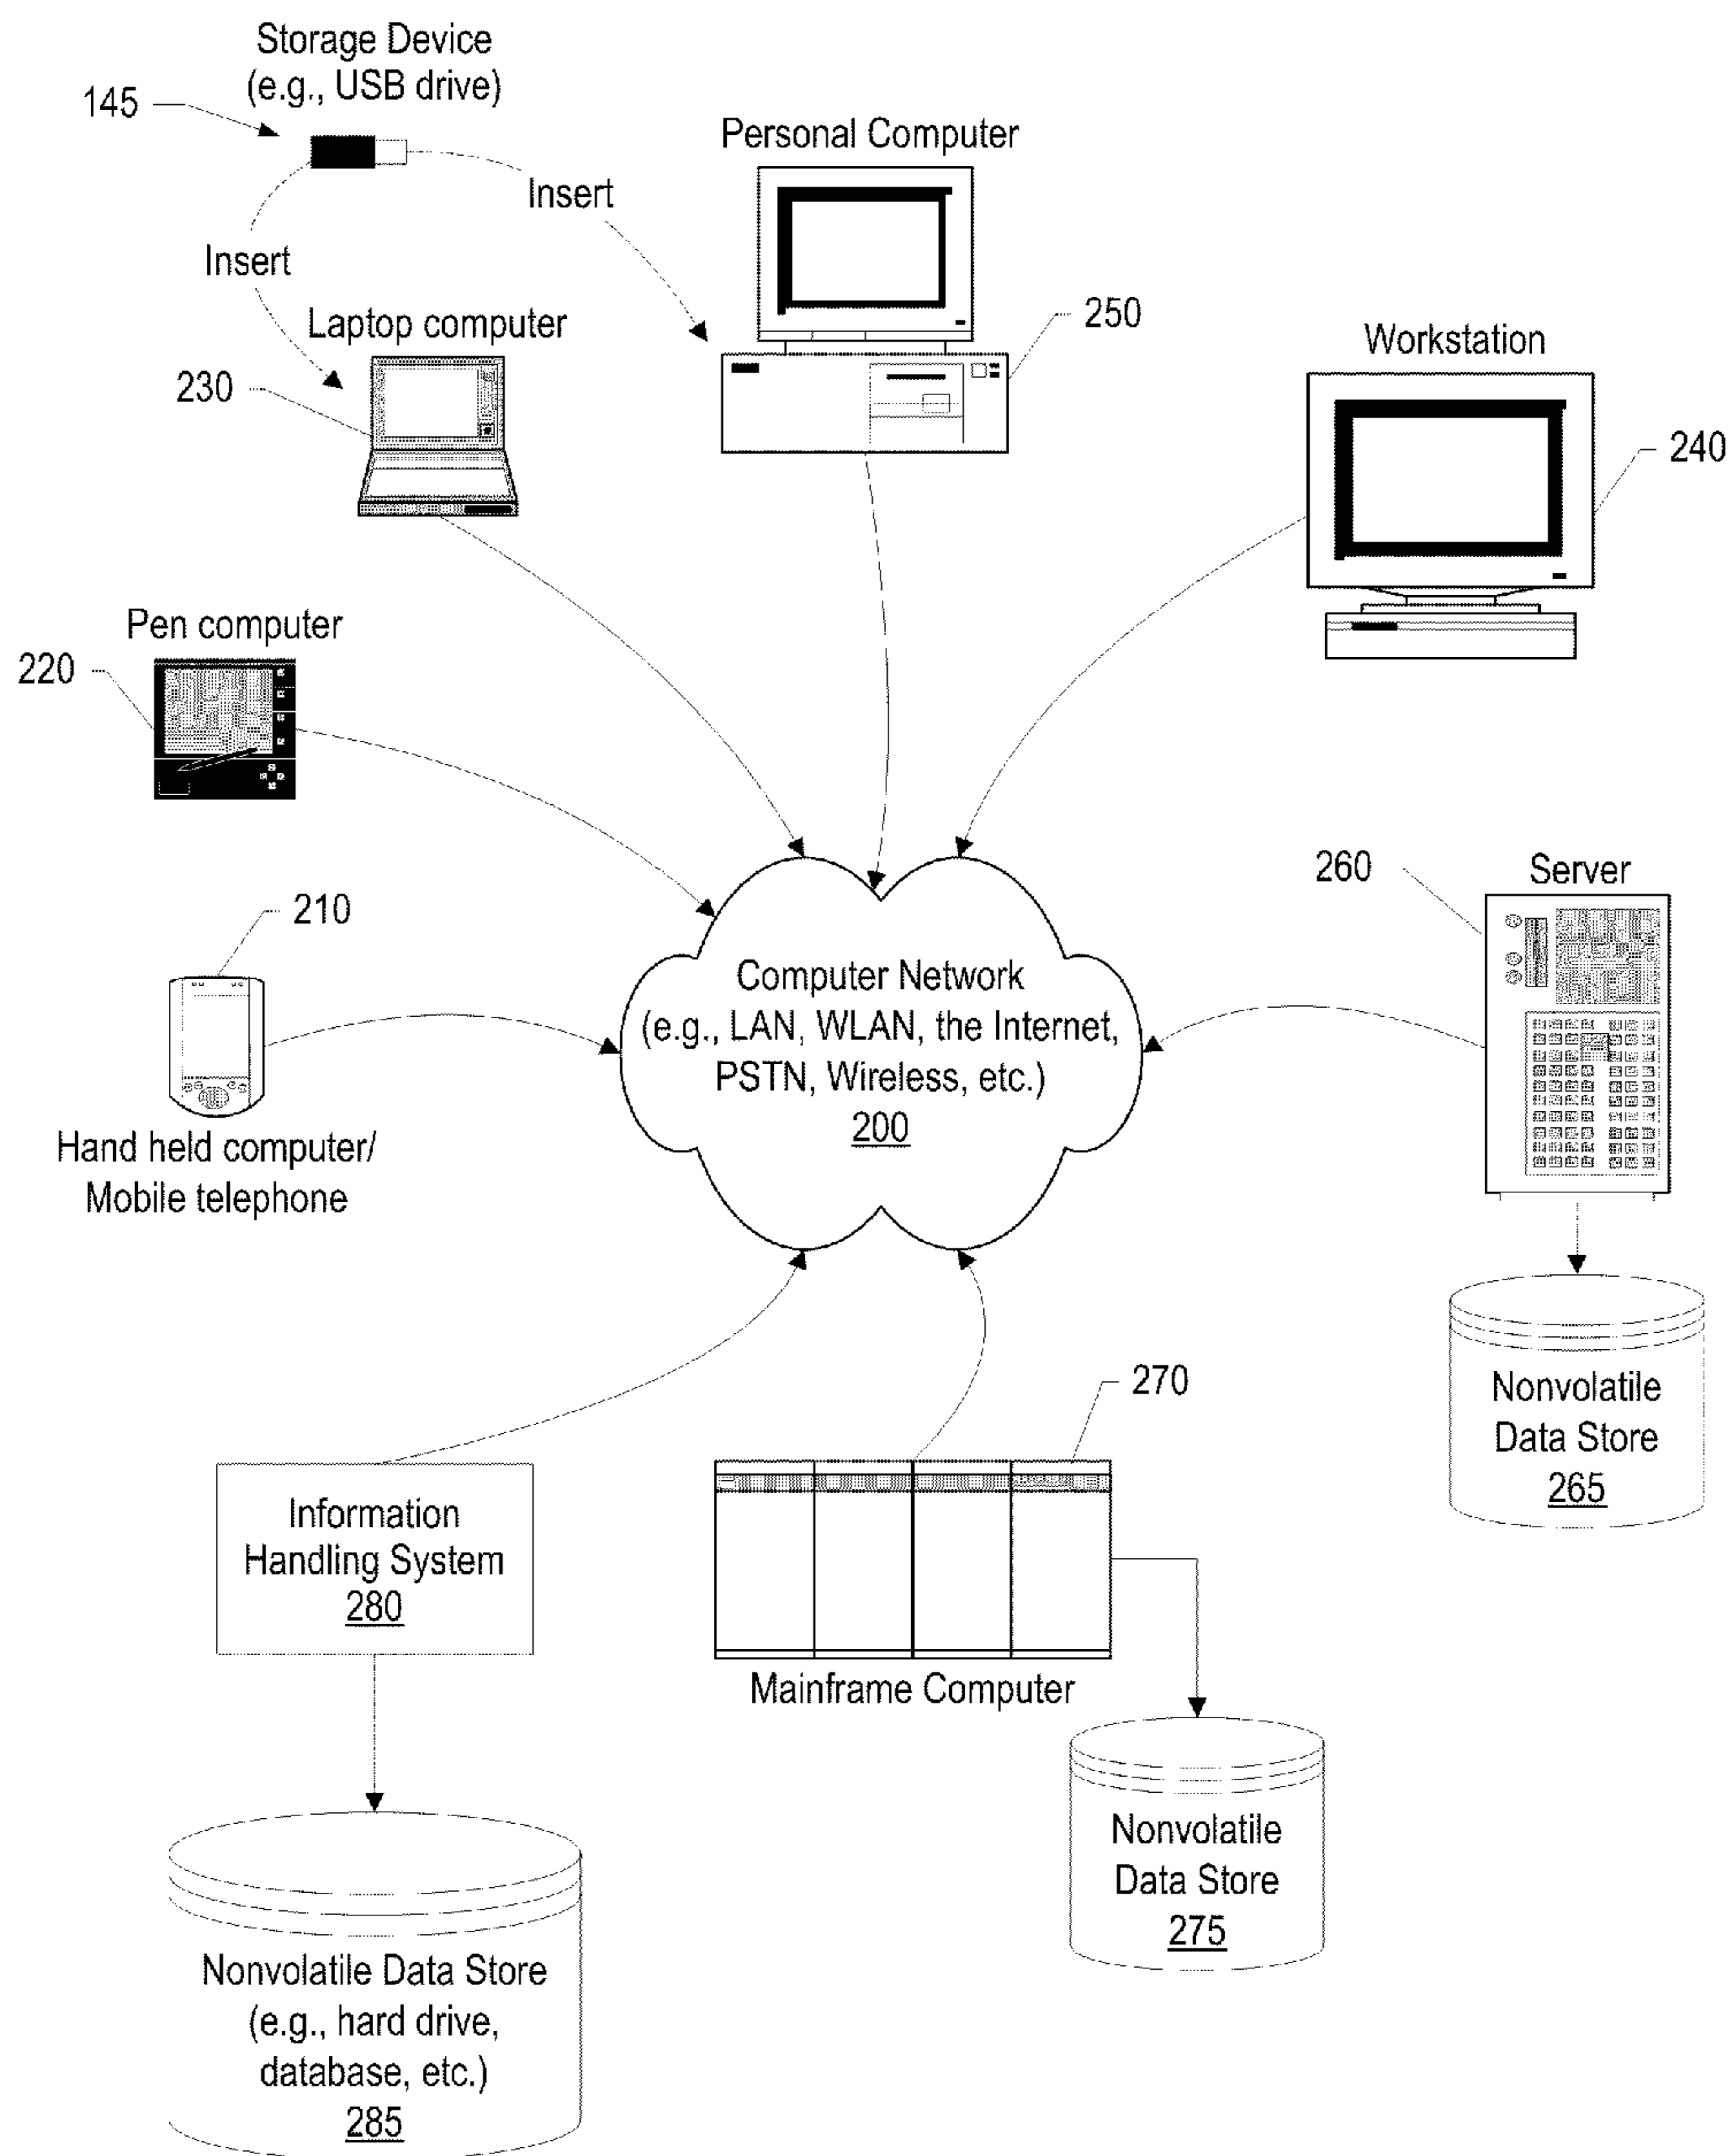 Storage Device
(e.g., USB drive)
145
Personal Computer
Insert
Insert
250
Laptop computer
Workstation
230
240
Pen computer
220
260
Server
210
Computer Network
(e.g., LAN, WLAN, the Internet,
PSTN, Wireless, etc.)
200
Hand held computer/
Mobile telephone
270
Nonvolatile
Data Store
265
Information
Handling System
280
Mainframe Computer
Nonvolatile
Data Store
275
Nonvolatile Data Store
(e.g., hard drive,
database, etc.)
285